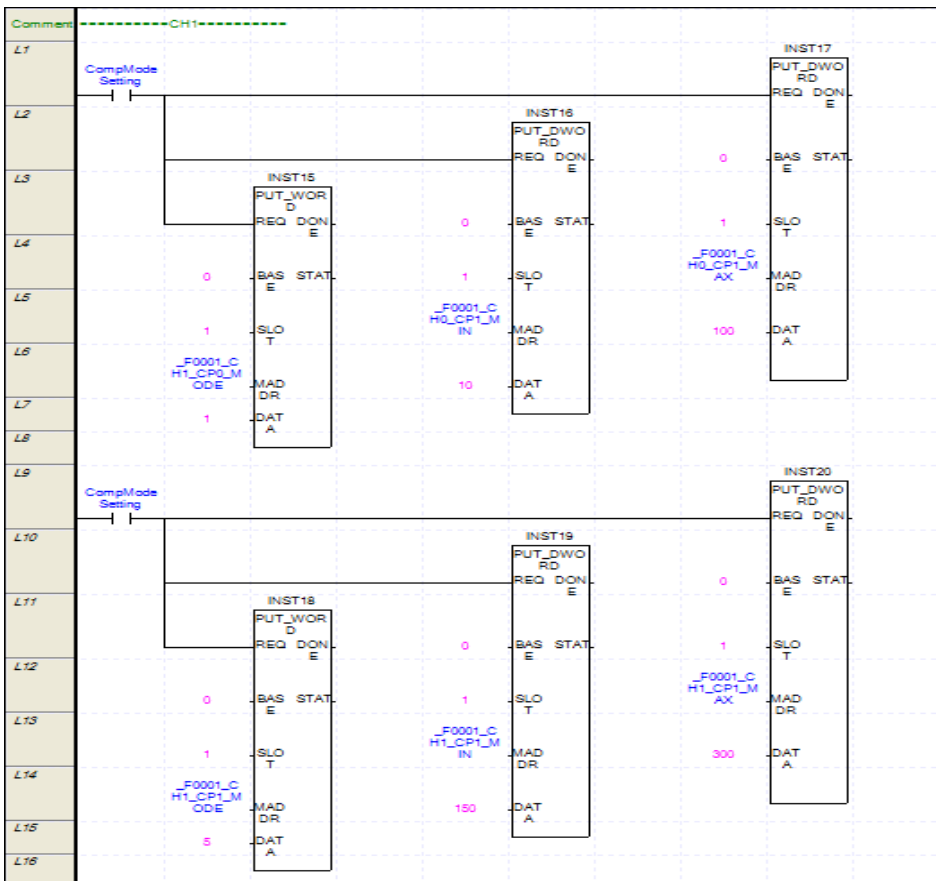 Comment ----------CH1----------
L1
INST17
CompMode
Setting
PUT_DWO
RD
REQ DON
E
L2
INST16
PUT_DWO
RD
REQ DON
E
0
BAS STAT
E
L3
INST15
PUT_WOR
D
REQ DON
E
0
BAS STAT
E
1
SLO
T
L4
_F0001_C
H0_CP1_M
AX
MAD
DR
0
BAS STAT
E
1
SLO
T
L5
_F0001_C
H0_CP1_M
IN
MAD
DR
1
SLO
T
100
DAT
A
L6
_F0001_C
H1_CP0_M
ODE
MAD
DR
10
DAT
A
L7
1
DAT
A
L8
L9
INST20
CompMode
Setting
PUT_DWO
RD
REQ DON
E
L10
INST19
PUT_DWO
RD
REQ DON
E
0
BAS STAT
E
L11
INST18
PUT_WOR
D
REQ DON
E
0
BAS STAT
E
1
SLO
T
L12
_F0001_C
H1_CP1_M
AX
MAD
DR
0
BAS STAT
E
1
SLO
T
L13
_F0001_C
H1_CP1_M
IN
MAD
DR
1
SLO
T
300
DAT
A
L14
_F0001_C
H1_CP1_M
ODE
MAD
DR
150
DAT
A
L15
5
DAT
A
L16